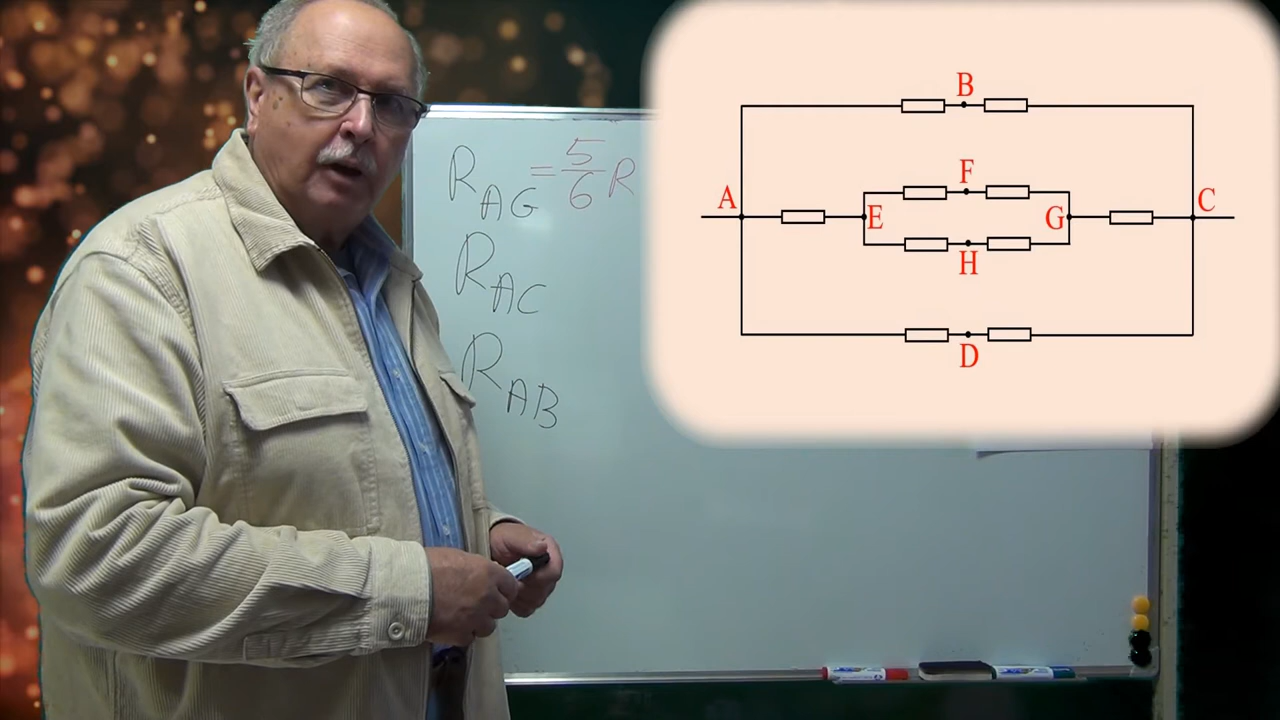 R_AG = 5/6 R
R_AC
R_AB
B
F
A E G C
H
D